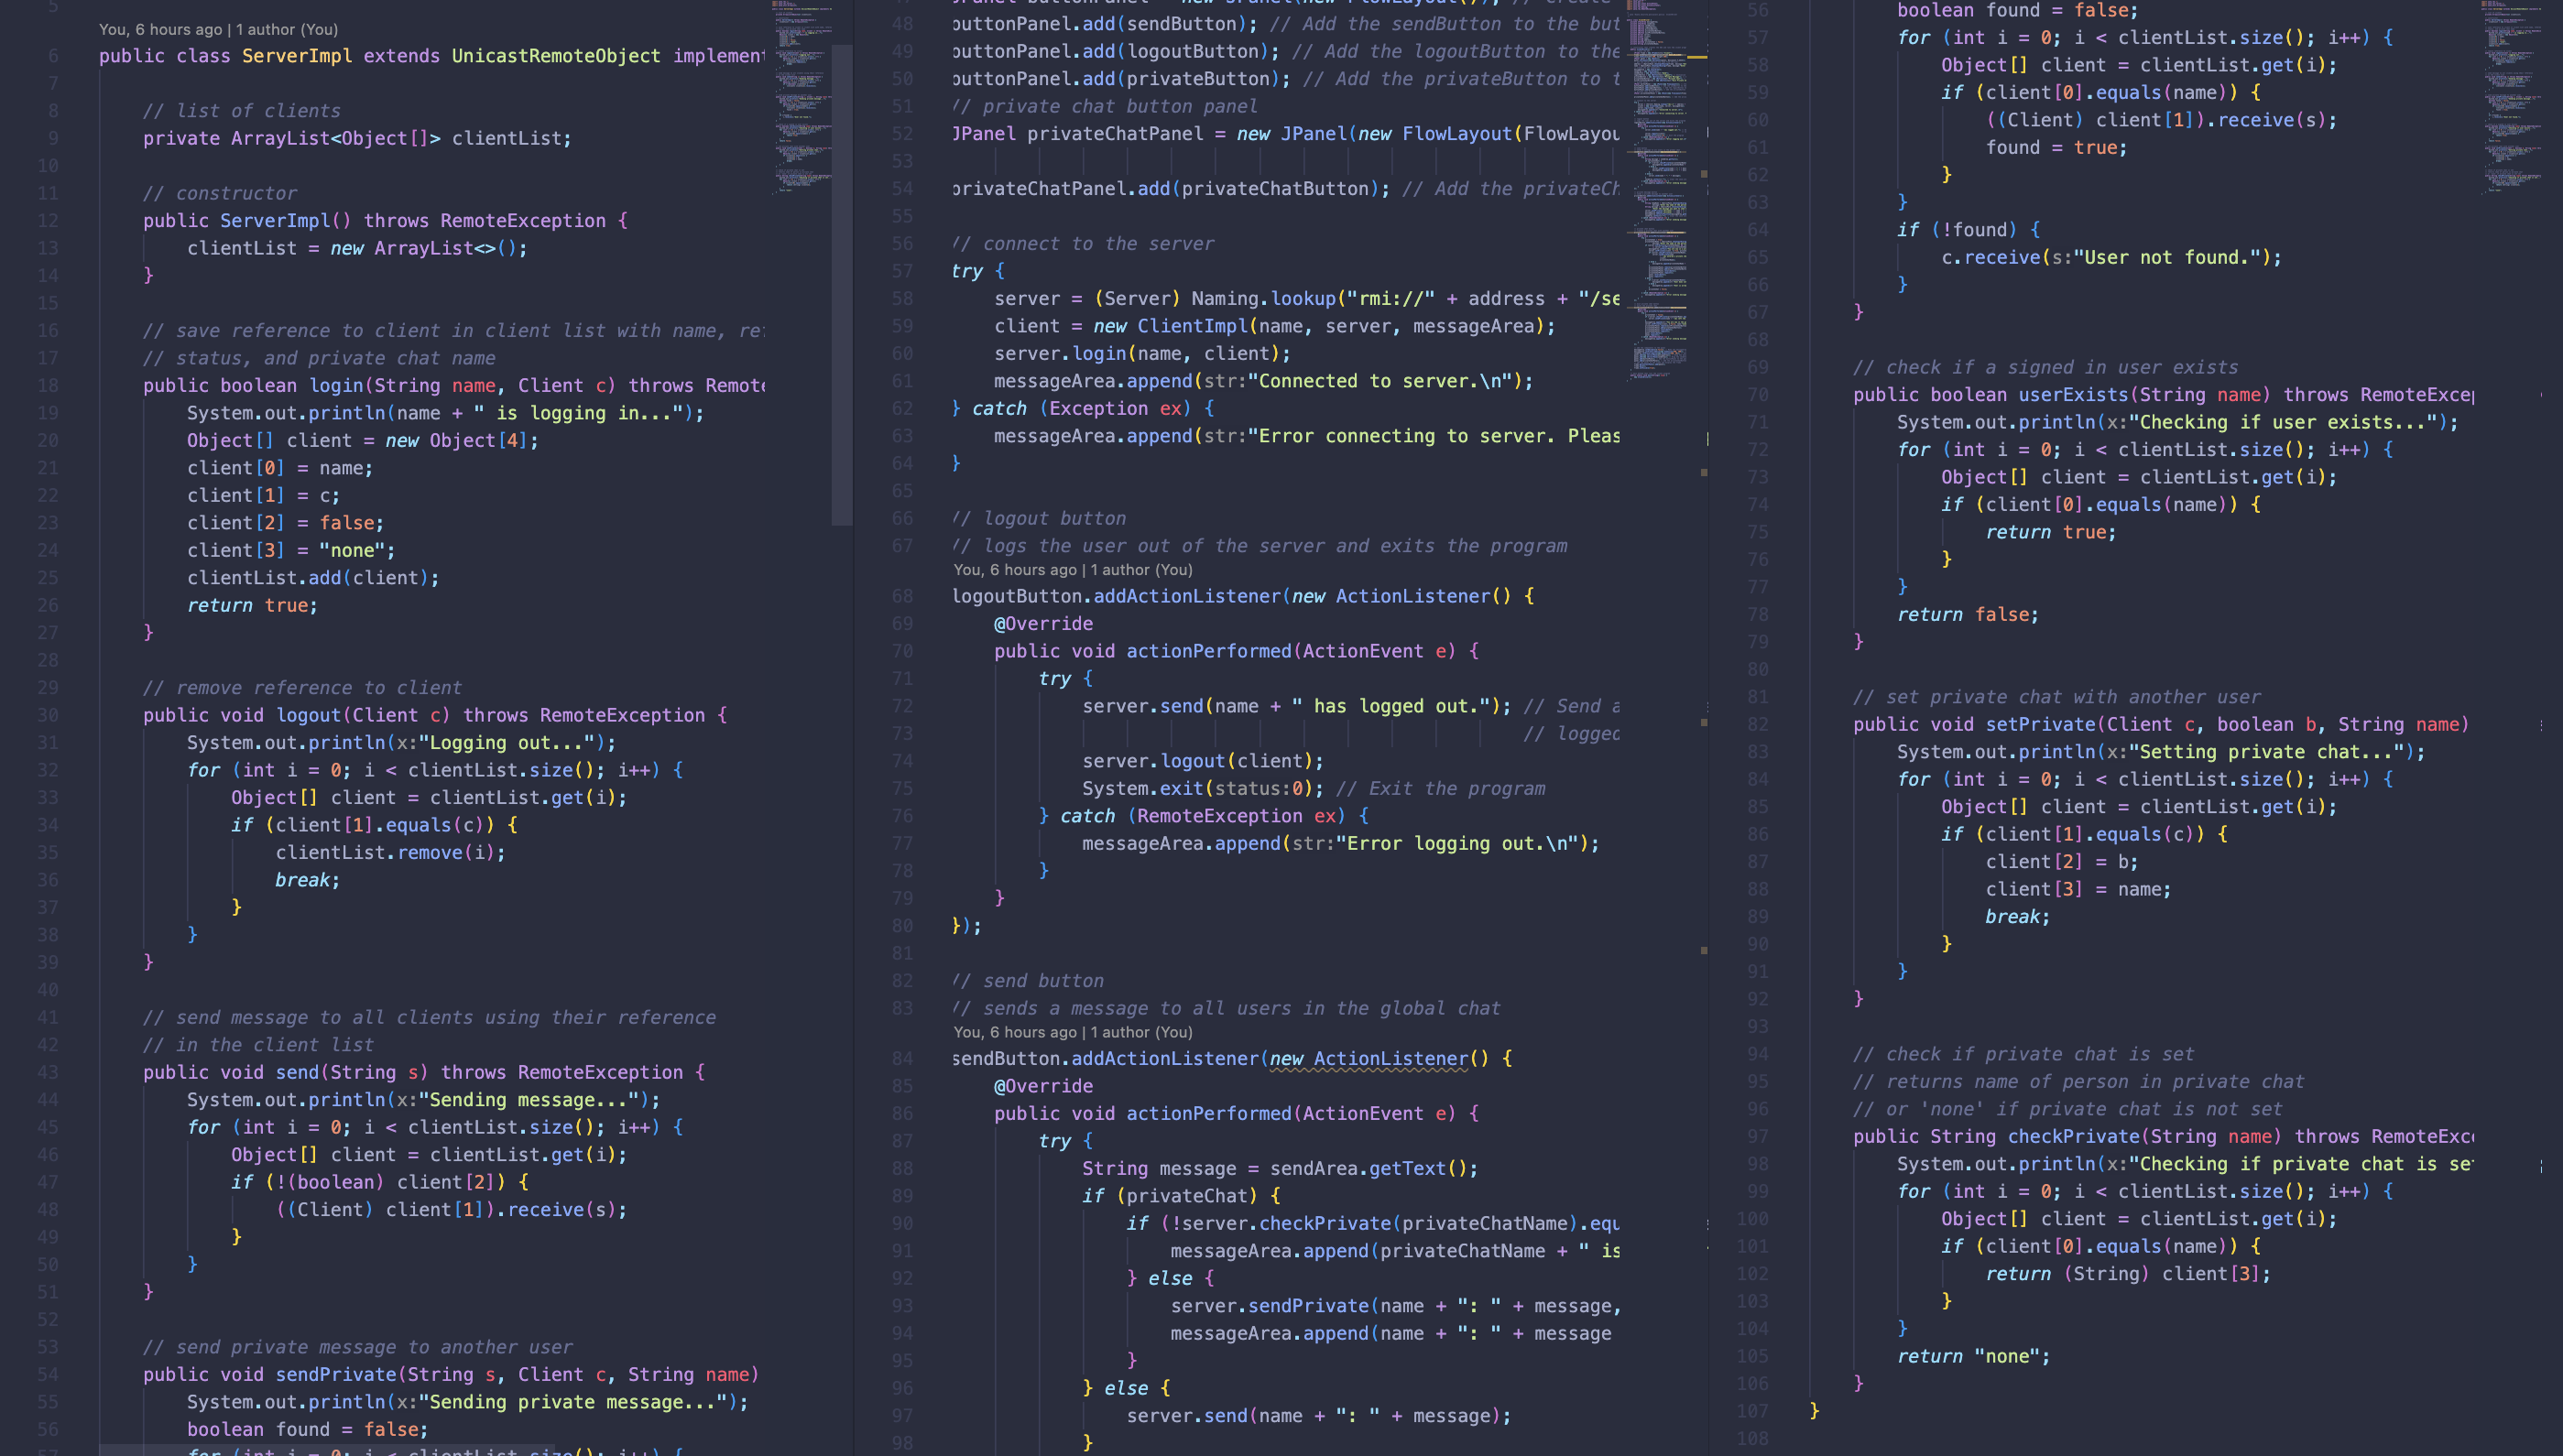 5
You, 6 hours ago | 1 author (You)
6 public class ServerImpl extends UnicastRemoteObject
7
8 // list of clients
9 private ArrayList<Object[]> clientList;
10
11 // constructor
12 public ServerImpl() throws RemoteException {
13 clientList = new ArrayList<>();
14 }
15
16 // save reference to client in client list with name,
17 // status, and private chat name
18 public boolean login(String name, Client c) throws
19 System.out.println(name + " is logging in...");
20 Object[] client = new Object[4];
21 client[0] = name;
22 client[1] = c;
23 client[2] = false;
24 client[3] = "none";
25 clientList.add(client);
26 return true;
27 }
28
29 // remove reference to client
30 public void logout(Client c) throws RemoteException {
31 System.out.println(x:"Logging out...");
32 for (int i = 0; i < clientList.size(); i++) {
33 Object[] client = clientList.get(i);
34 if (client[1].equals(c)) {
35 clientList.remove(i);
36 break;
37 }
38 }
39 }
40
41 // send message to all clients using their reference
42 // in the client list
43 public void send(String s) throws RemoteException {
44 System.out.println(x:"Sending message...");
45 for (int i = 0; i < clientList.size(); i++) {
46 Object[] client = clientList.get(i);
47 if (!(boolean) client[2]) {
48 ((Client) client[1]).receive(s);
49 }
50 }
51 }
52
53 // send private message to another user
54 public void sendPrivate(String s, Client c, String name)
55 System.out.println(x:"Sending private message...");
56 boolean found = false;
57 for (int i = 0; i < clientList.size(); i++) {
48 buttonPanel.add(sendButton); // Add the sendButton to the
49 buttonPanel.add(logoutButton); // Add the logoutButton to the
50 buttonPanel.add(privateButton); // Add the privateButton to
51 // private chat button panel
52 JPanel privateChatPanel = new JPanel(new FlowLayout(
53
54 privateChatPanel.add(privateChatButton); // Add the
55
56 // connect to the server
57 try {
58 server = (Server) Naming.lookup("rmi://" + address +
59 client = new ClientImpl(name, server, messageArea);
60 server.login(name, client);
61 messageArea.append(str:"Connected to server.\n");
62 } catch (Exception ex) {
63 messageArea.append(str:"Error connecting to server.
64 }
65
66 // logout button
67 // logs the user out of the server and exits the program
You, 6 hours ago | 1 author (You)
68 logoutButton.addActionListener(new ActionListener() {
69 @Override
70 public void actionPerformed(ActionEvent e) {
71 try {
72 server.send(name + " has logged out."); // Send a
73 // logged
74 server.logout(client);
75 System.exit(status:0); // Exit the program
76 } catch (RemoteException ex) {
77 messageArea.append(str:"Error logging out.\n");
78 }
79 }
80 });
81
82 // send button
83 // sends a message to all users in the global chat
You, 6 hours ago | 1 author (You)
84 sendButton.addActionListener(new ActionListener() {
85 @Override
86 public void actionPerformed(ActionEvent e) {
87 try {
88 String message = sendArea.getText();
89 if (privateChat) {
90 if (!server.checkPrivate(privateChatName).
91 messageArea.append(privateChatName + " is
92 } else {
93 server.sendPrivate(name + ": " + message,
94 messageArea.append(name + ": " + message
95 }
96 } else {
97 server.send(name + ": " + message);
98 }
56 boolean found = false;
57 for (int i = 0; i < clientList.size(); i++) {
58 Object[] client = clientList.get(i);
59 if (client[0].equals(name)) {
60 ((Client) client[1]).receive(s);
61 found = true;
62 }
63 }
64 if (!found) {
65 c.receive(s:"User not found.");
66 }
67 }
68
69 // check if a signed in user exists
70 public boolean userExists(String name) throws
71 System.out.println(x:"Checking if user exists...");
72 for (int i = 0; i < clientList.size(); i++) {
73 Object[] client = clientList.get(i);
74 if (client[0].equals(name)) {
75 return true;
76 }
77 }
78 return false;
79 }
80
81 // set private chat with another user
82 public void setPrivate(Client c, boolean b, String name)
83 System.out.println(x:"Setting private chat...");
84 for (int i = 0; i < clientList.size(); i++) {
85 Object[] client = clientList.get(i);
86 if (client[1].equals(c)) {
87 client[2] = b;
88 client[3] = name;
89 break;
90 }
91 }
92 }
93
94 // check if private chat is set
95 // returns name of person in private chat
96 // or 'none' if private chat is not set
97 public String checkPrivate(String name) throws
98 System.out.println(x:"Checking if private chat is
99 for (int i = 0; i < clientList.size(); i++) {
100 Object[] client = clientList.get(i);
101 if (client[0].equals(name)) {
102 return (String) client[3];
103 }
104 }
105 return "none";
106 }
107 }
108